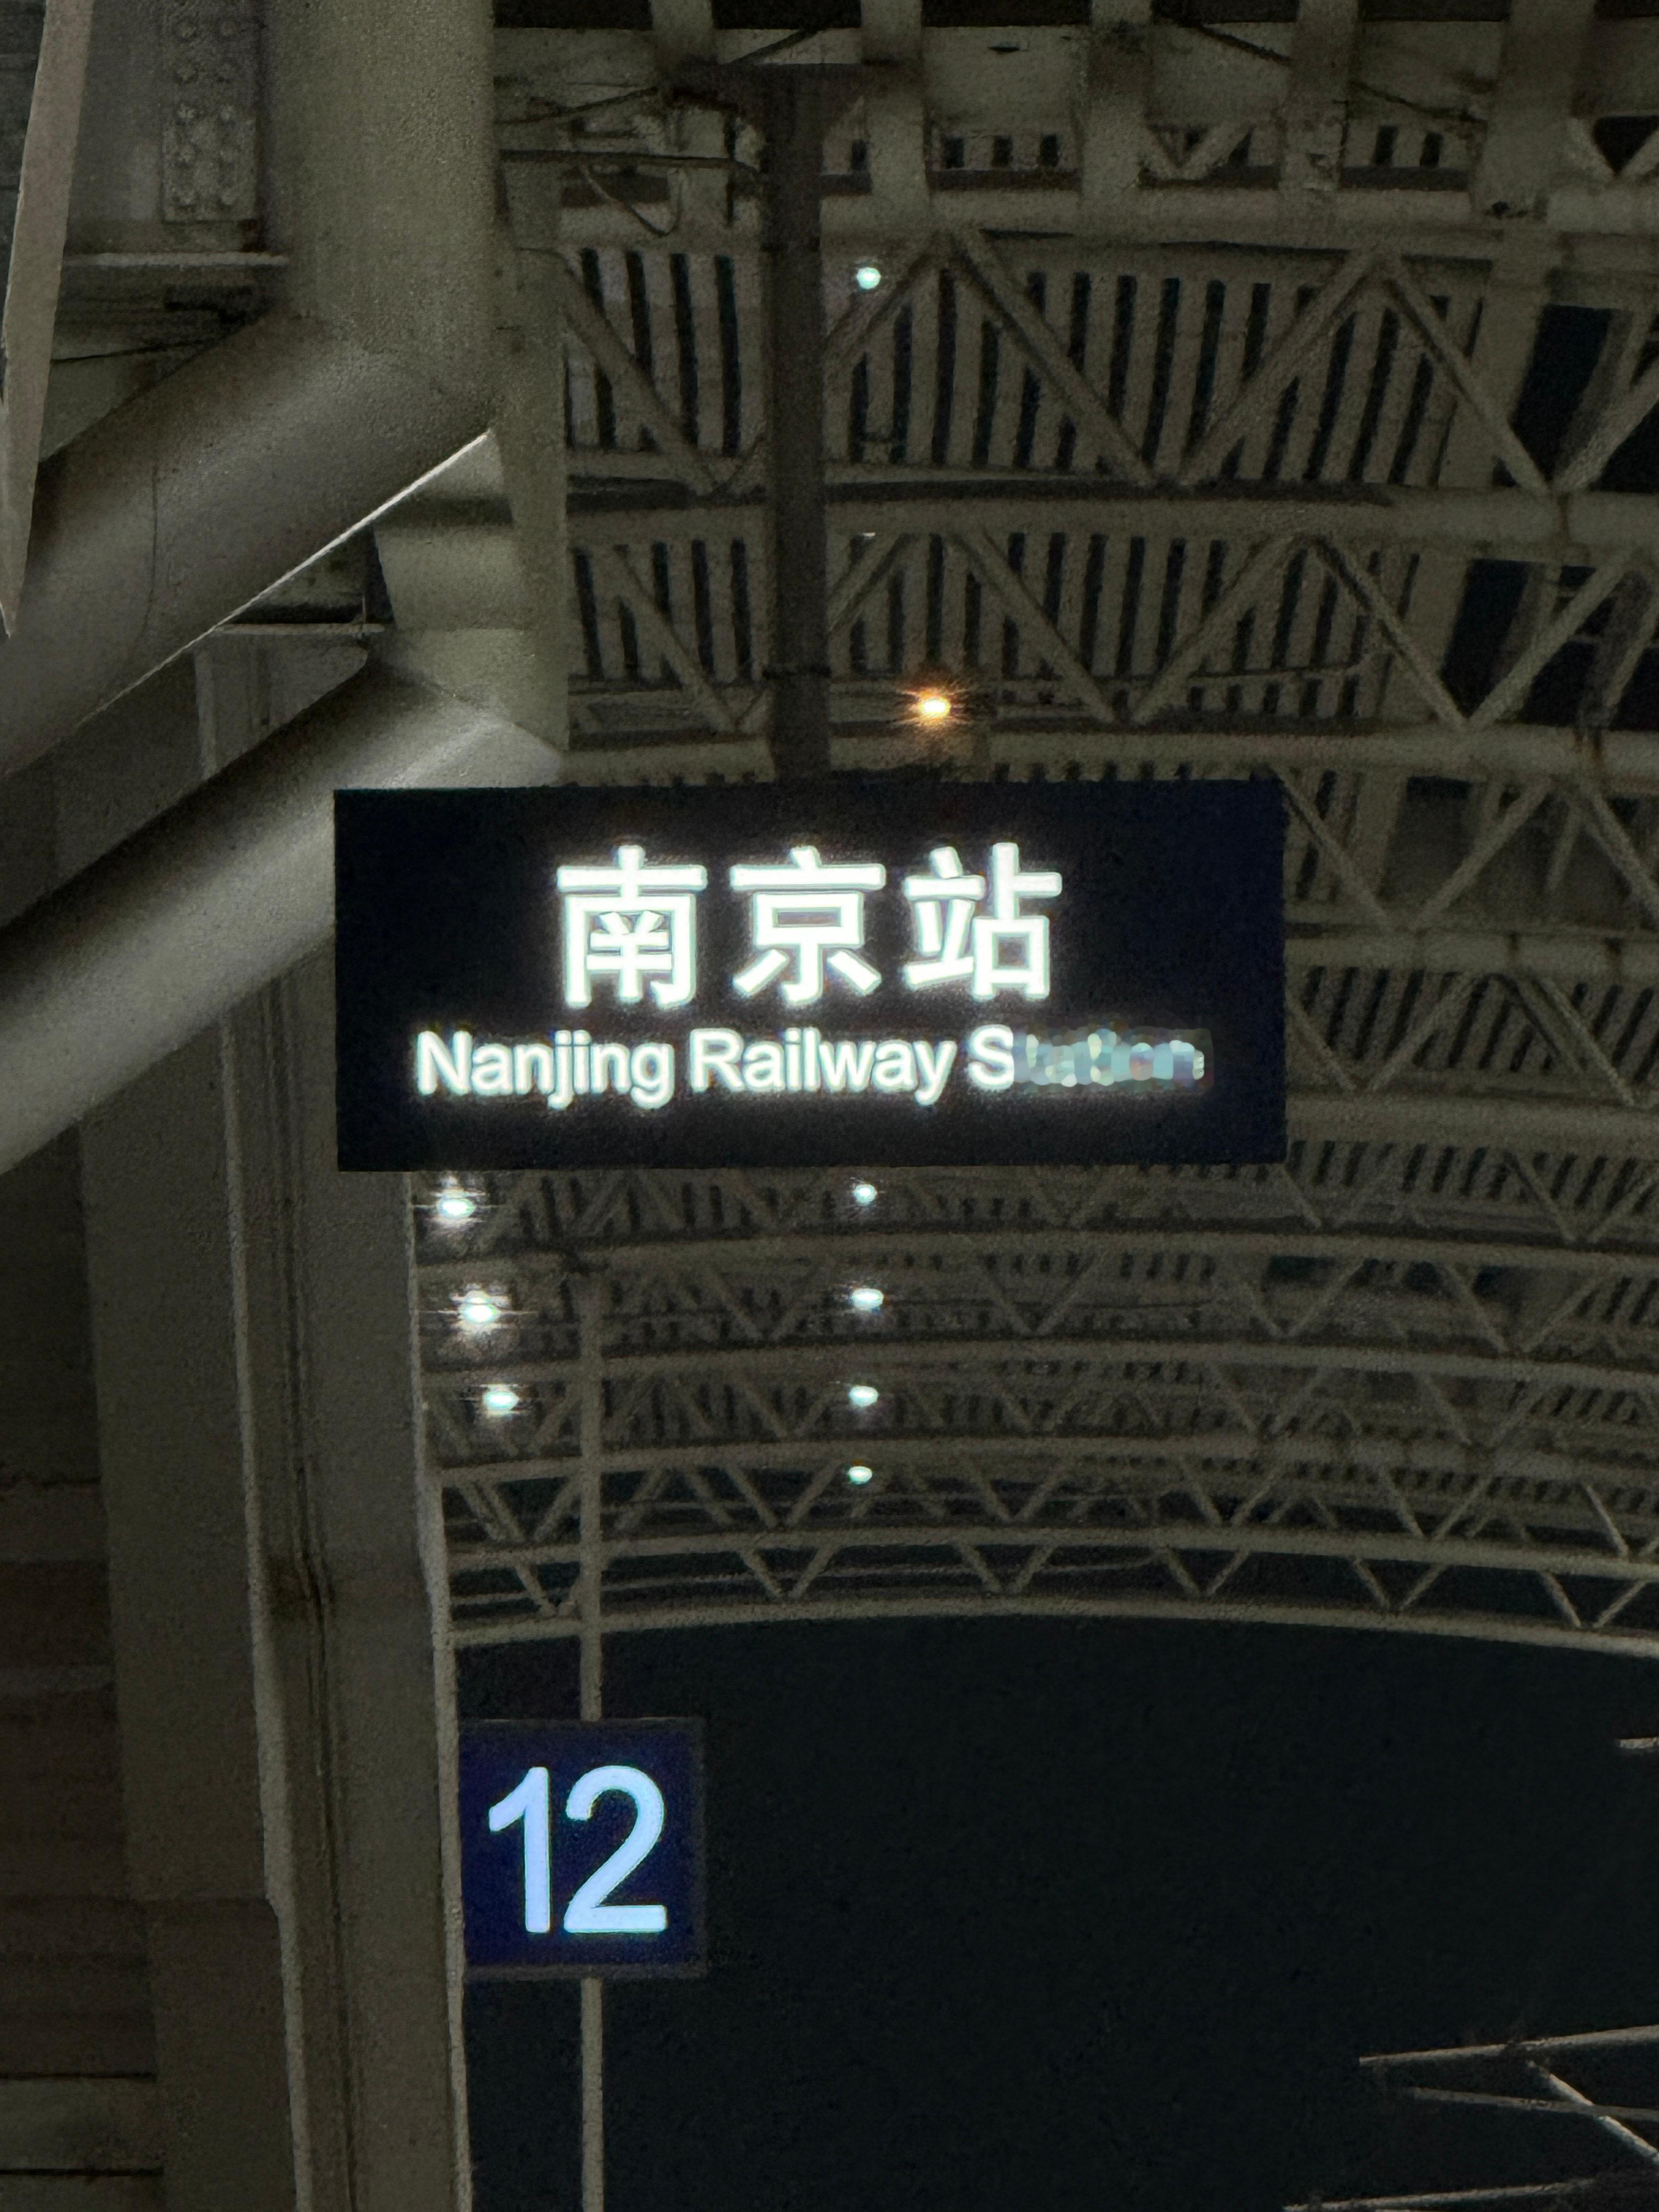 南京站
Nanjing Railway
12